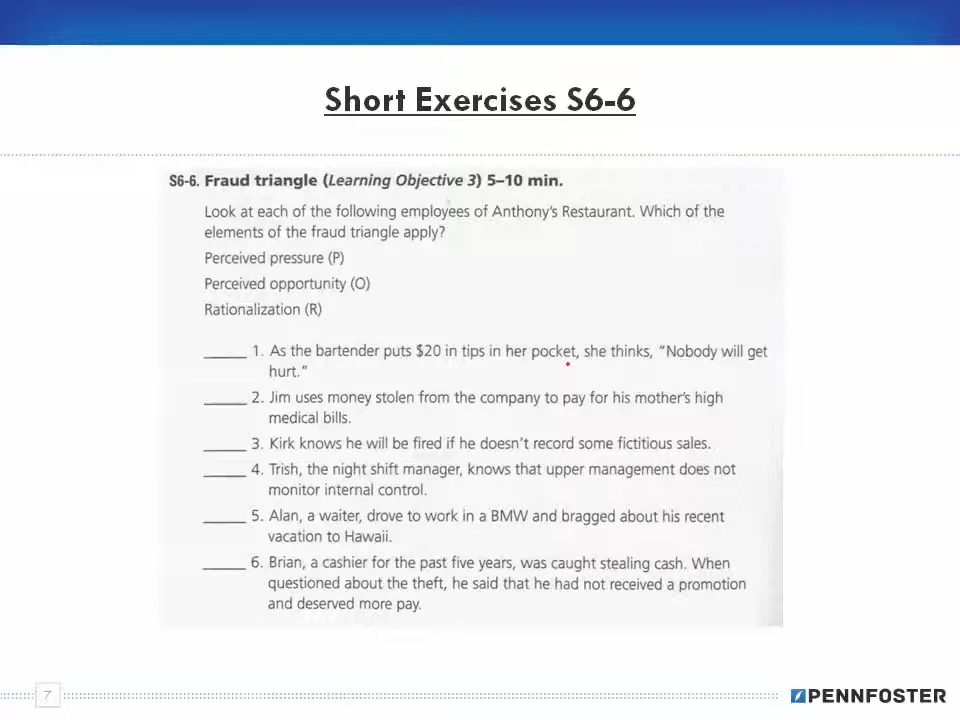 Short Exercises S6-6
S6-6. Fraud triangle (Learning Objective 3) 5–10 min.
Look at each of the following employees of Anthony's Restaurant. Which of the
elements of the fraud triangle apply?
Perceived pressure (P)
Perceived opportunity (O)
Rationalization (R)
_____ 1. As the bartender puts $20 in tips in her pocket, she thinks, "Nobody will get
hurt."
_____ 2. Jim uses money stolen from the company to pay for his mother's high
medical bills.
_____ 3. Kirk knows he will be fired if he doesn't record some fictitious sales.
_____ 4. Trish, the night shift manager, knows that upper management does not
monitor internal control.
_____ 5. Alan, a waiter, drove to work in a BMW and bragged about his recent
vacation to Hawaii.
_____ 6. Brian, a cashier for the past five years, was caught stealing cash. When
questioned about the theft, he said that he had not received a promotion
and deserved more pay.
7
PENNFOSTER